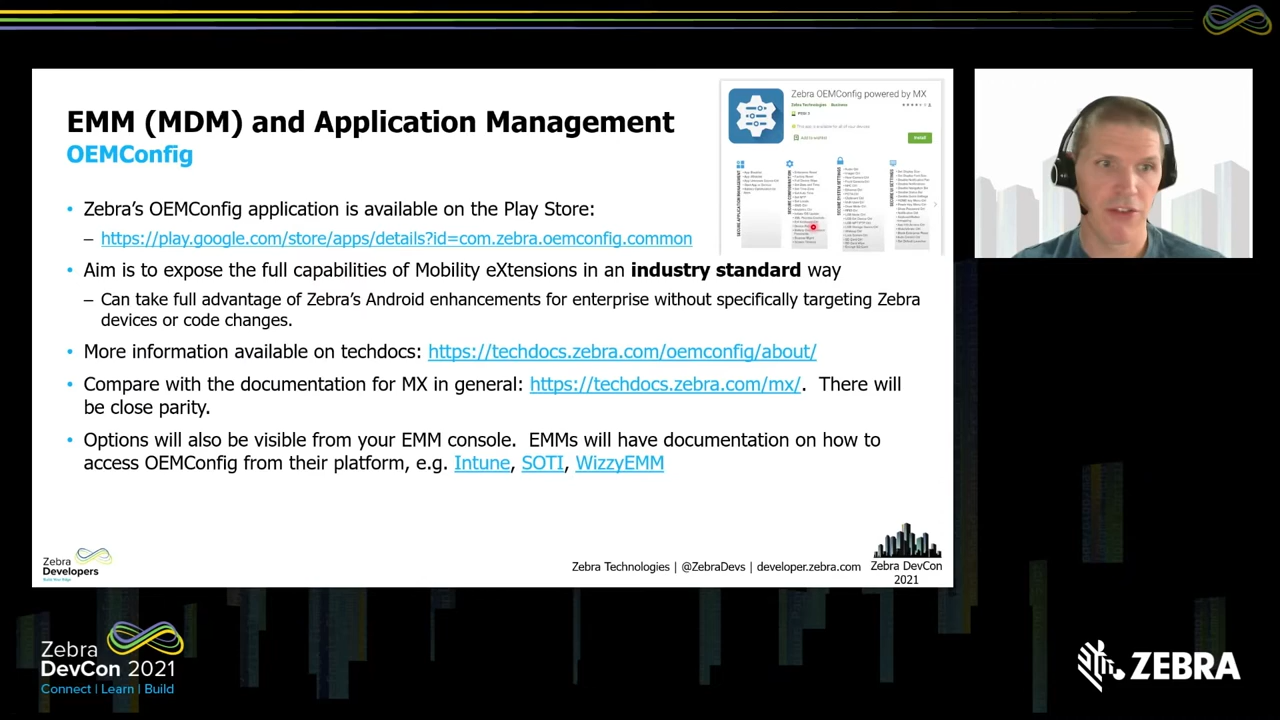 EMM (MDM) and Application Management
OEMConfig
Zebra OEMConfig powered by MX
Zebra Technologies Business
Add to wishlist
Install
SECURE APPLICATION MANAGEMENT
• Zebra's OEMConfig application is available on the Play Store:
– https://play.google.com/store/apps/details?id=com.zebra.oemconfig.common
• Aim is to expose the full capabilities of Mobility eXtensions in an industry standard way
– Can take full advantage of Zebra's Android enhancements for enterprise without specifically targeting Zebra
devices or code changes.
• More information available on techdocs: https://techdocs.zebra.com/oemconfig/about/
• Compare with the documentation for MX in general: https://techdocs.zebra.com/mx/. There will
be close parity.
• Options will also be visible from your EMM console. EMMs will have documentation on how to
access OEMConfig from their platform, e.g. Intune, SOTI, WizzyEMM
Zebra
Developers
Zebra Technologies | @ZebraDevs | developer.zebra.com
Zebra DevCon
2021
Zebra
DevCon 2021
Connect | Learn | Build
ZEBRA